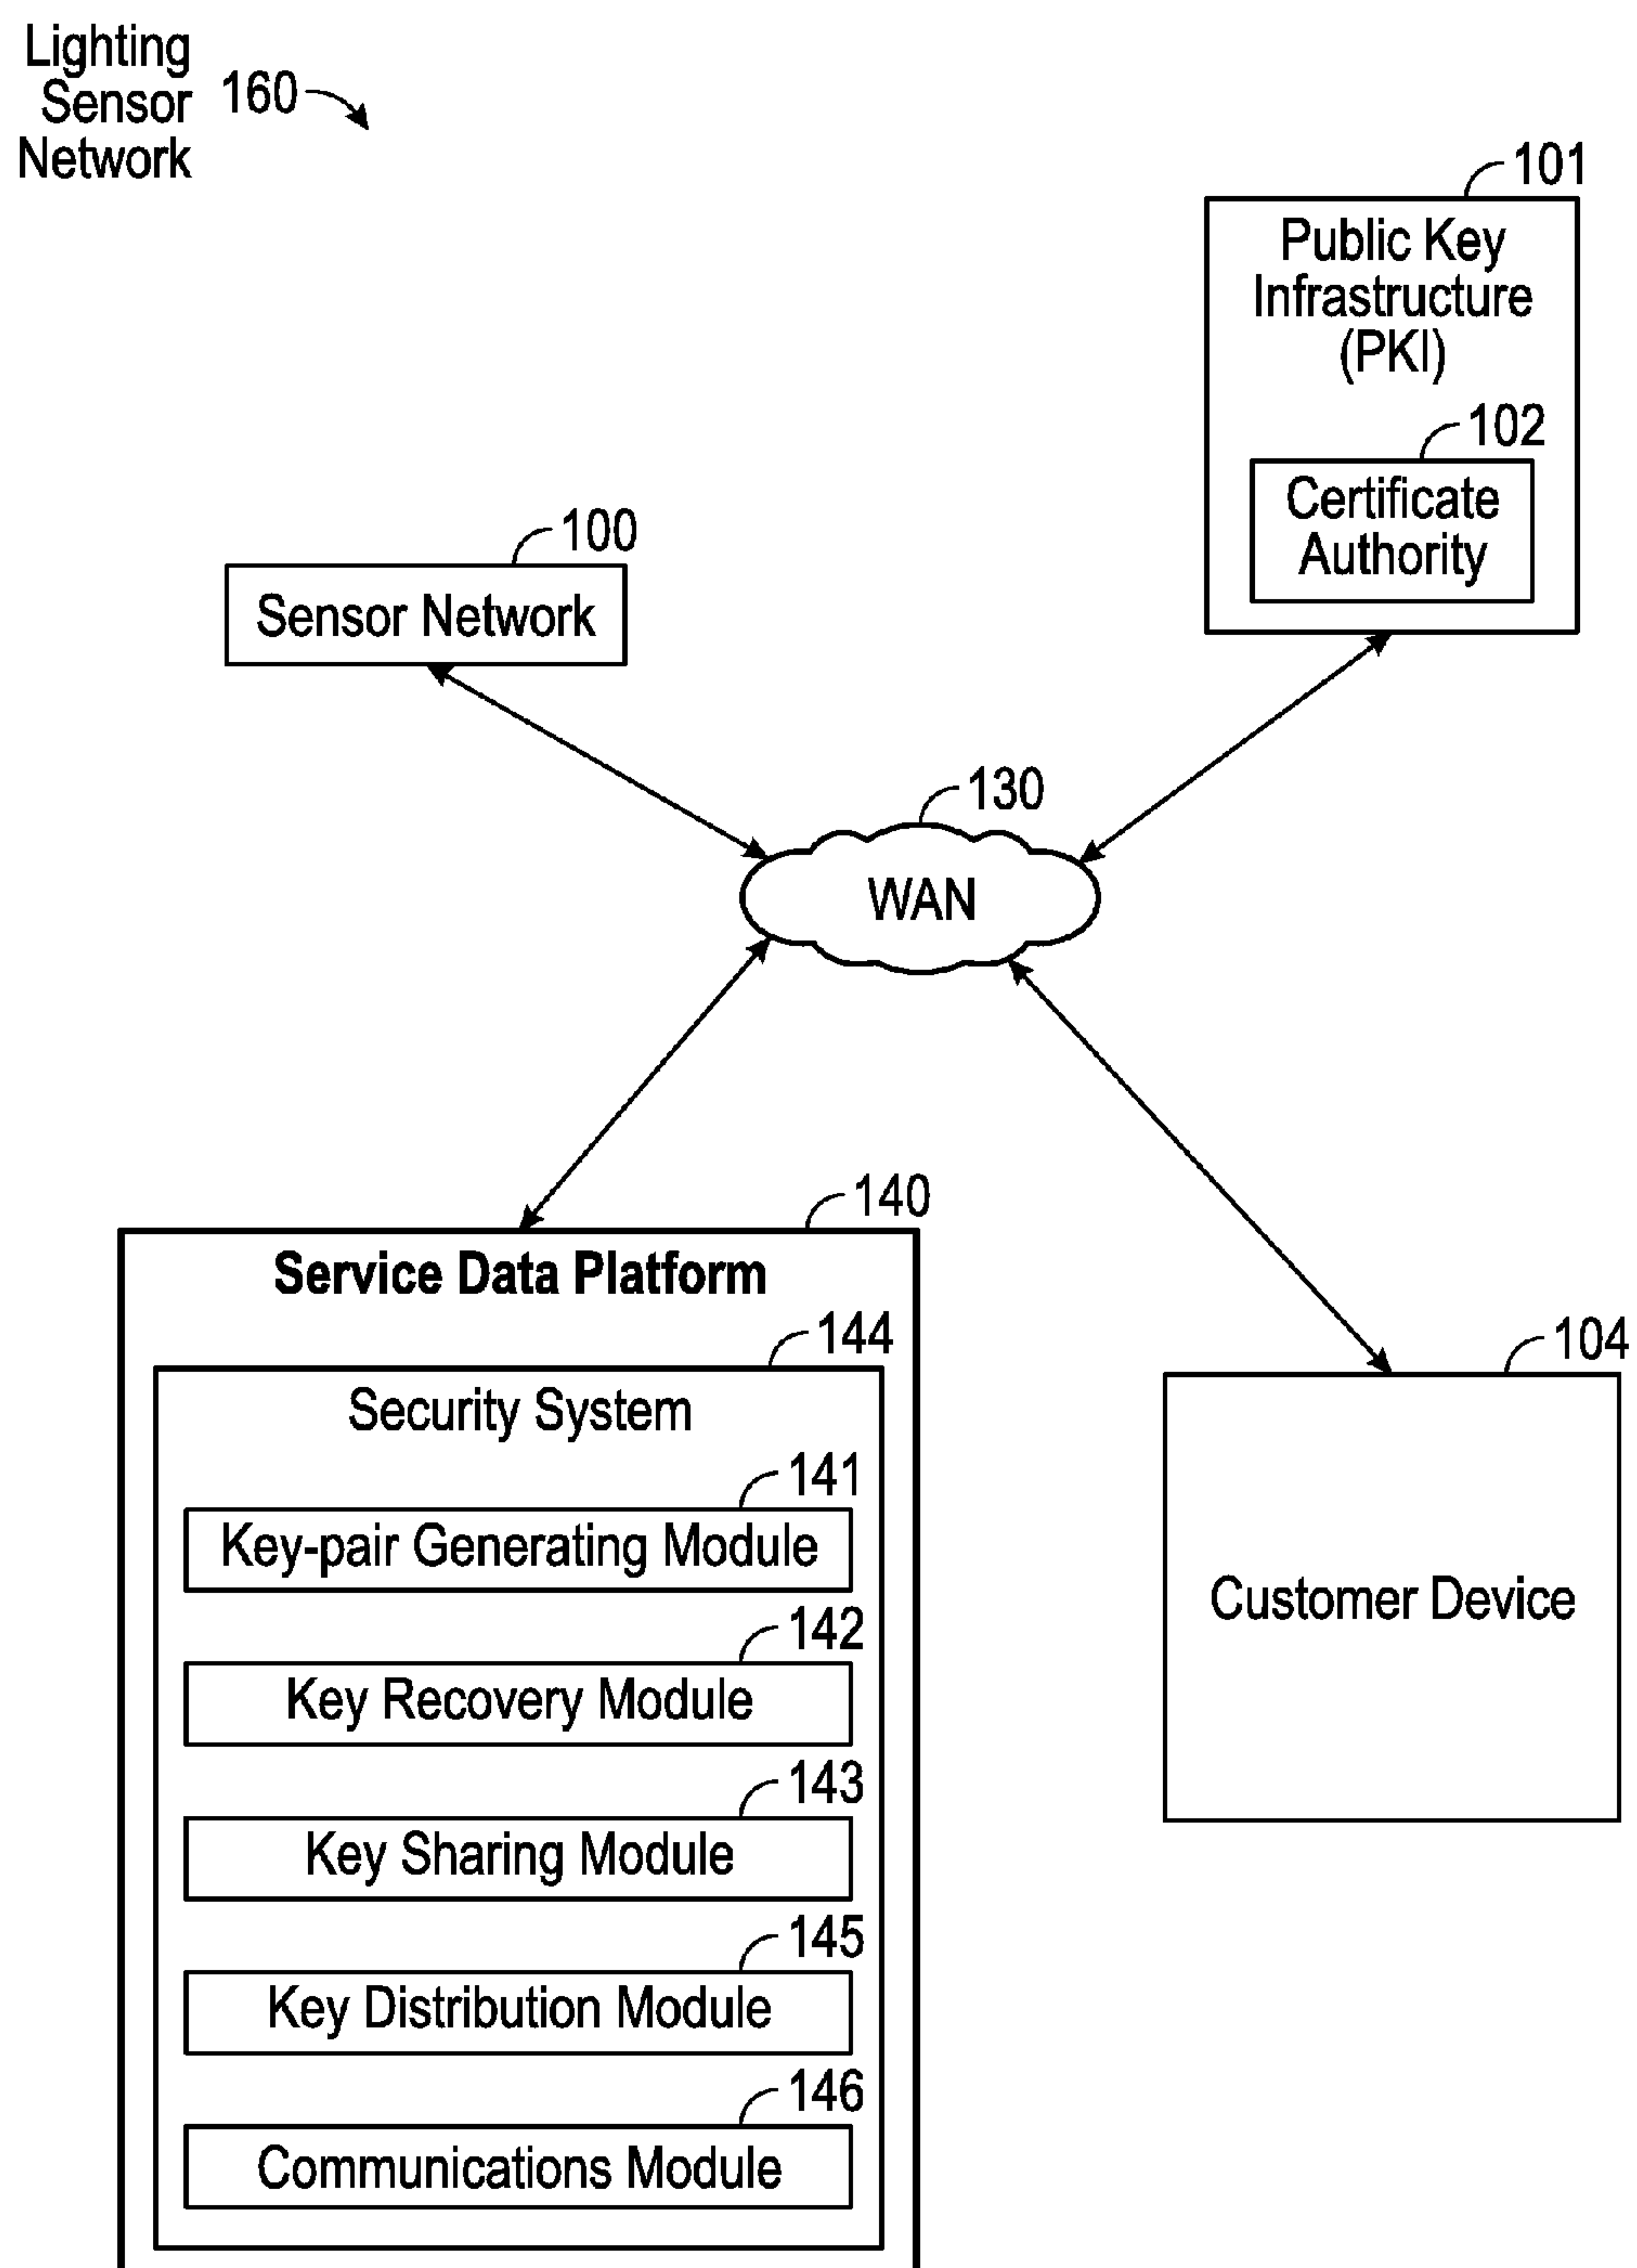 Lighting
Sensor
Network
160
101
Public Key
Infrastructure
(PKI)
102
Certificate
Authority
100
Sensor Network
130
WAN
140
Service Data Platform
144
Security System
141
Key-pair Generating Module
142
Key Recovery Module
143
Key Sharing Module
145
Key Distribution Module
146
Communications Module
104
Customer Device